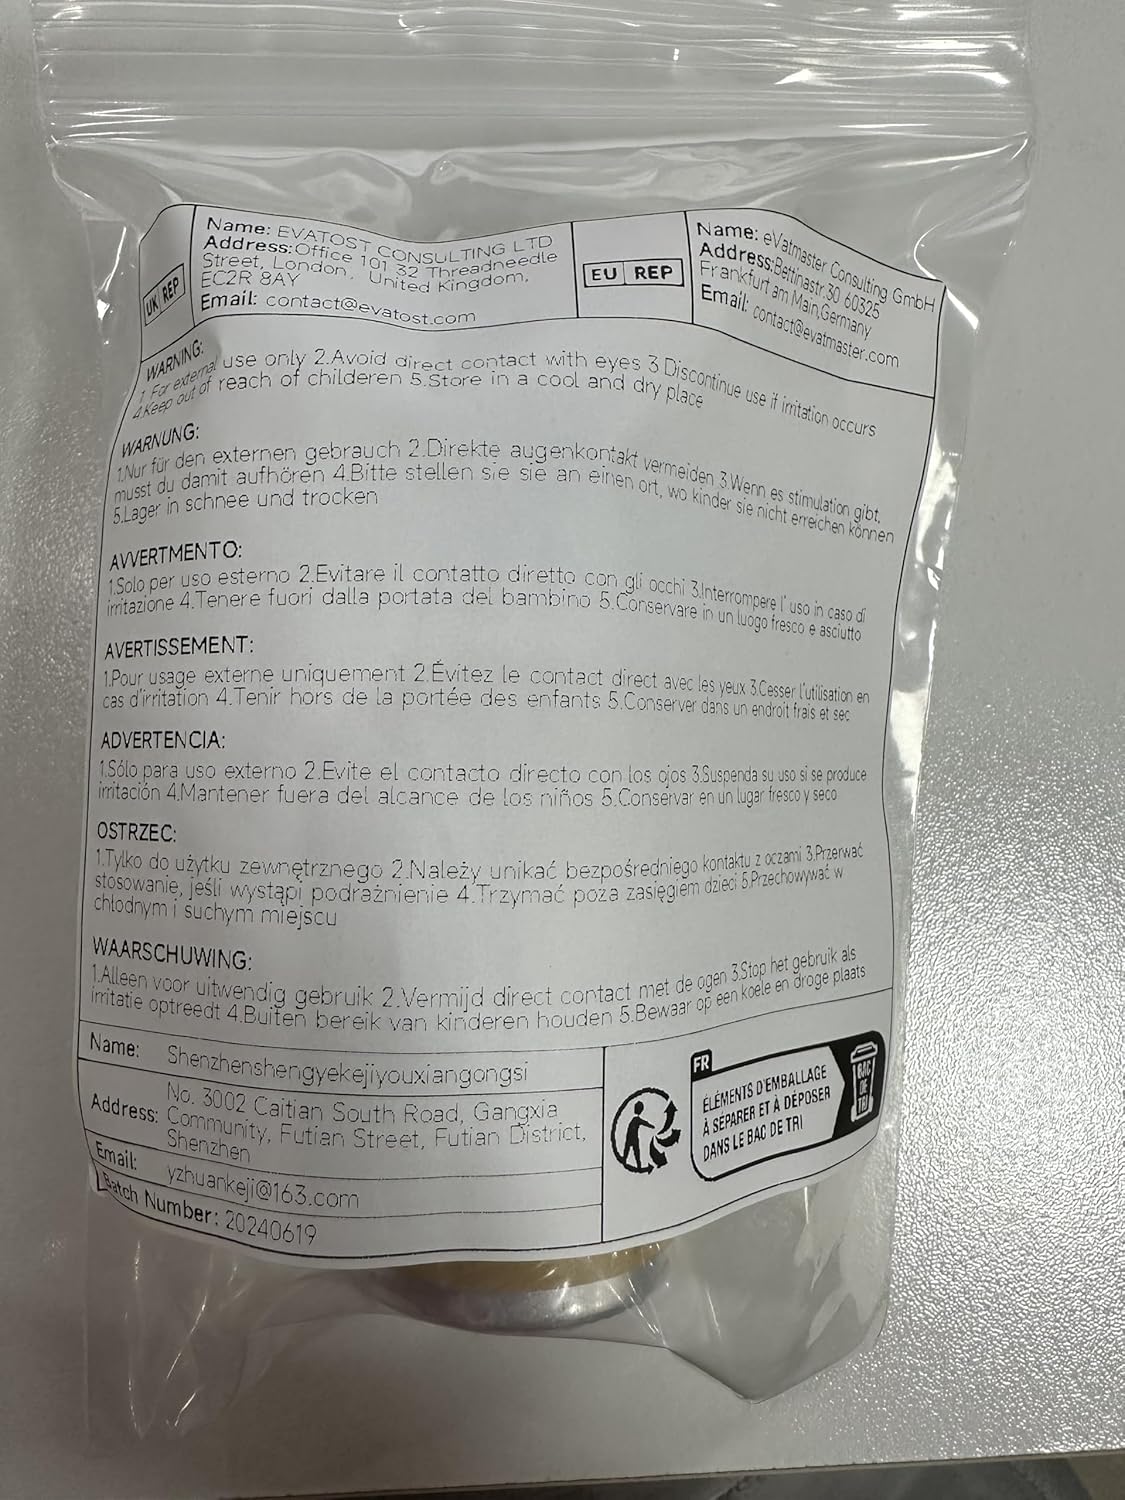 UK REP
Name: EVATOST CONSULTING LTD
Address:Office 101 32 Threadneedle
Street, London, United Kingdom,
EC2R 8AY
Email: contact@evatost.com
EU REP
Name: eVatmaster Consulting GmbH
Address:Bettinastr.30 60325
Frankfurt am Main,Germany
Email: contact@evatmaster.com
WARNING:
1.For external use only 2.Avoid direct contact with eyes 3 Discontinue use if irritation occurs
4.Keep out of reach of childeren 5.Store in a cool and dry place
WARNUNG:
1.Nur für den externen gebrauch 2.Direkte augenkontakt vermeiden 3.Wenn es stimulation gibt,
musst du damit aufhören 4.Bitte stellen sie sie an einen ort, wo kinder sie nicht erreichen können
5.Lager in schnee und trocken
AVVERTMENTO:
1.Solo per uso esterno 2.Evitare il contatto diretto con gli occhi 3.Interrompere l' uso in caso di
irritazione 4.Tenere fuori dalla portata del bambino 5.Conservare in un luogo fresco e asciutto
AVERTISSEMENT:
1.Pour usage externe uniquement 2.Évitez le contact direct avec les yeux 3.Cesser l'utilisation en
cas d'irritation 4.Tenir hors de la portée des enfants 5.Conserver dans un endroit frais et sec
ADVERTENCIA:
1.Sólo para uso externo 2.Evite el contacto directo con los ojos 3.Suspenda su uso si se produce
irritación 4.Mantener fuera del alcance de los niños 5.Conservar en un lugar fresco y seco
OSTRZEC:
1.Tylko do użytku zewnętrznego 2.Należy unikać bezpośredniego kontaktu z oczami 3.Przerwać
stosowanie, jeśli wystąpi podrażnienie 4.Trzymać poza zasięgiem dzieci 5.Przechowywać w
chłodnym i suchym miejscu
WAARSCHUWING:
1.Alleen voor uitwendig gebruik 2.Vermijd direct contact met de ogen 3.Stop het gebruik als
irritatie optreedt 4.Buiten bereik van kinderen houden 5.Bewaar op een koele en droge plaats
Name: Shenzhenshengyekejiyouxiangongsi
Address: No. 3002 Caitian South Road, Gangxia
Community, Futian Street, Futian District,
Shenzhen
Email: yzhuankeji@163.com
Batch Number: 20240619
FR
ÉLÉMENTS D'EMBALLAGE
À SÉPARER ET À DÉPOSER
DANS LE BAC DE TRI
BAC
DE
TRI